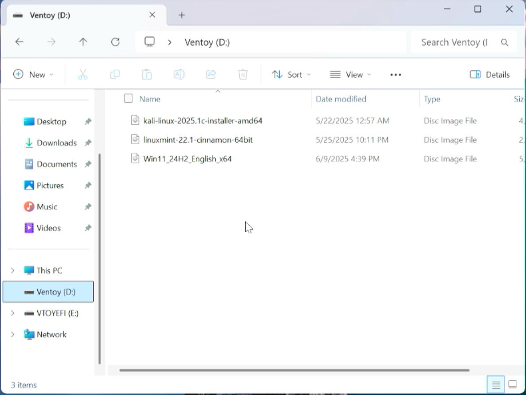 Ventoy (D:)
Ventoy (D:)
Search Ventoy (
New
Sort
View
Details
Name
Date modified
Type
Siz
kali-linux-2025.1c-installer-amd64
5/22/2025 12:57 AM
Disc Image File
4,
linuxmint-22.1-cinnamon-64bit
5/25/2025 10:11 PM
Disc Image File
2,
Win11_24H2_English_x64
6/9/2025 4:39 PM
Disc Image File
5,
Desktop
Downloads
Documents
Pictures
Music
Videos
This PC
Ventoy (D:)
VTOYEFI (E:)
Network
3 items